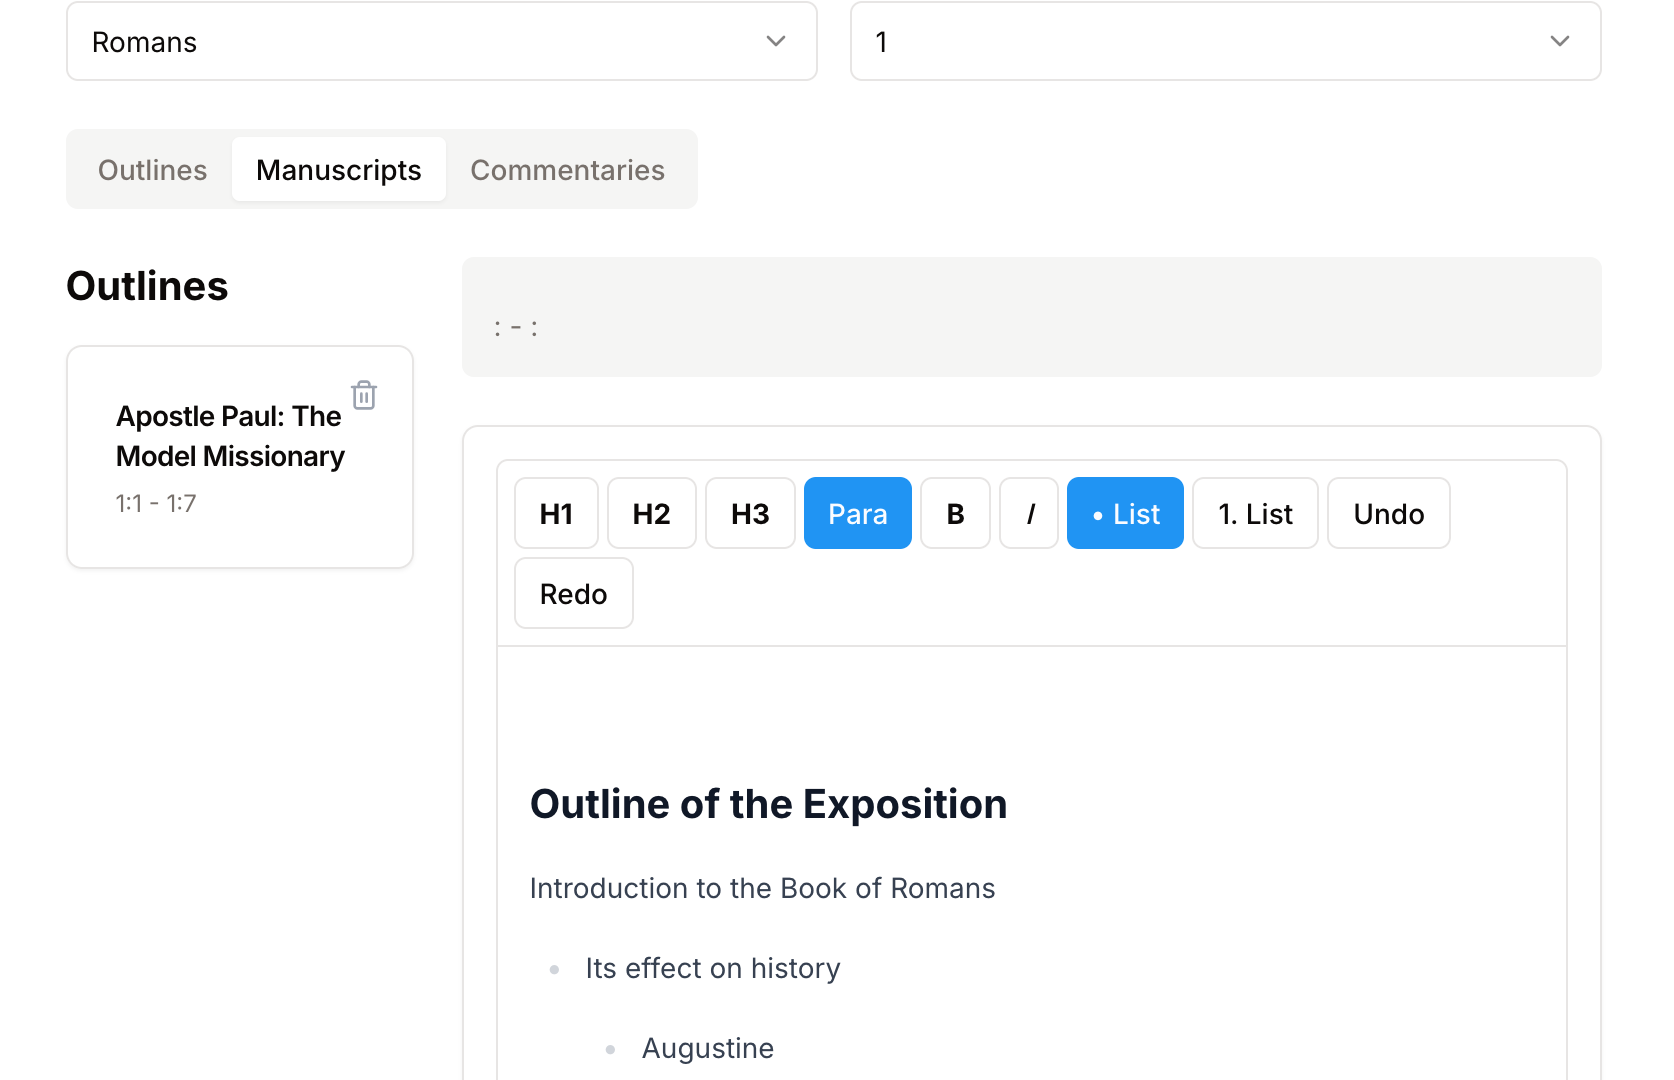 Romans
1
Outlines Manuscripts Commentaries
Outlines
Apostle Paul: The
Model Missionary
1:1 - 1:7
: - :
H1 H2 H3 Para B I • List 1. List Undo
Redo
Outline of the Exposition
Introduction to the Book of Romans
• Its effect on history
• Augustine